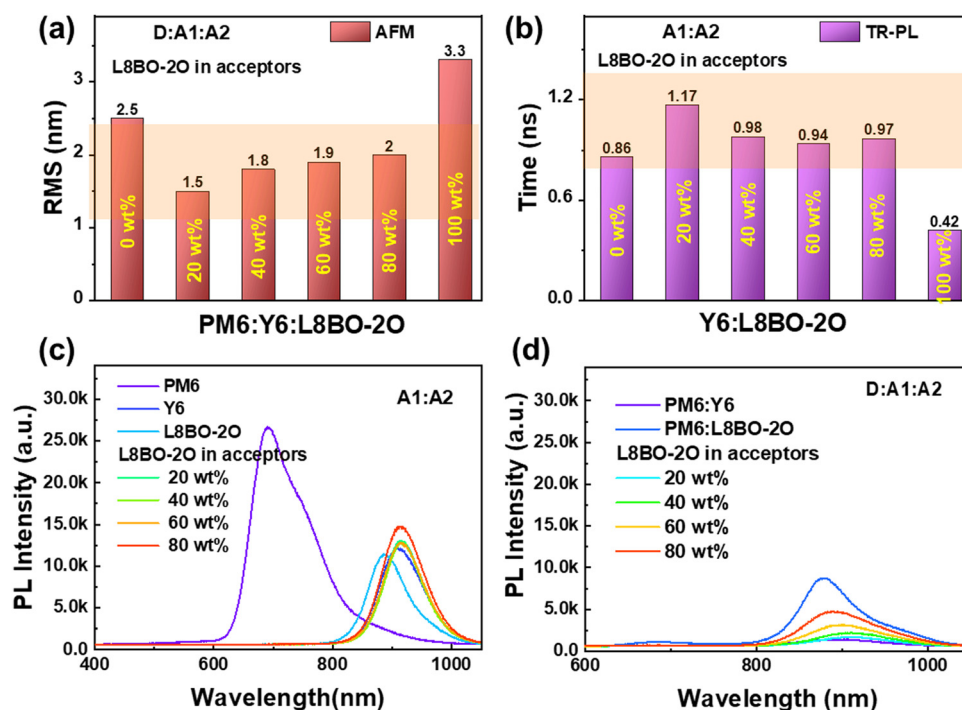 (a)
D:A1:A2
AFM
L8BO-2O in acceptors
RMS (nm)
3
2
1
0
2.5
1.5
1.8
1.9
2
3.3
0 wt%
20 wt%
40 wt%
60 wt%
80 wt%
100 wt%
PM6:Y6:L8BO-2O
(b)
A1:A2
TR-PL
L8BO-2O in acceptors
Time (ns)
1.2
0.6
0.0
0.86
1.17
0.98
0.94
0.97
0.42
0 wt%
20 wt%
40 wt%
60 wt%
80 wt%
100 wt%
Y6:L8BO-2O
(c)
PM6
Y6
L8BO-2O
L8BO-2O in acceptors
20 wt%
40 wt%
60 wt%
80 wt%
A1:A2
PL Intensity (a.u.)
30.0k
25.0k
20.0k
15.0k
10.0k
5.0k
0.0
400
600
800
1000
Wavelength(nm)
(d)
PM6:Y6
PM6:L8BO-2O
L8BO-2O in acceptors
20 wt%
40 wt%
60 wt%
80 wt%
D:A1:A2
PL Intensity (a.u.)
30.0k
25.0k
20.0k
15.0k
10.0k
5.0k
0.0
600
800
1000
Wavelength (nm)